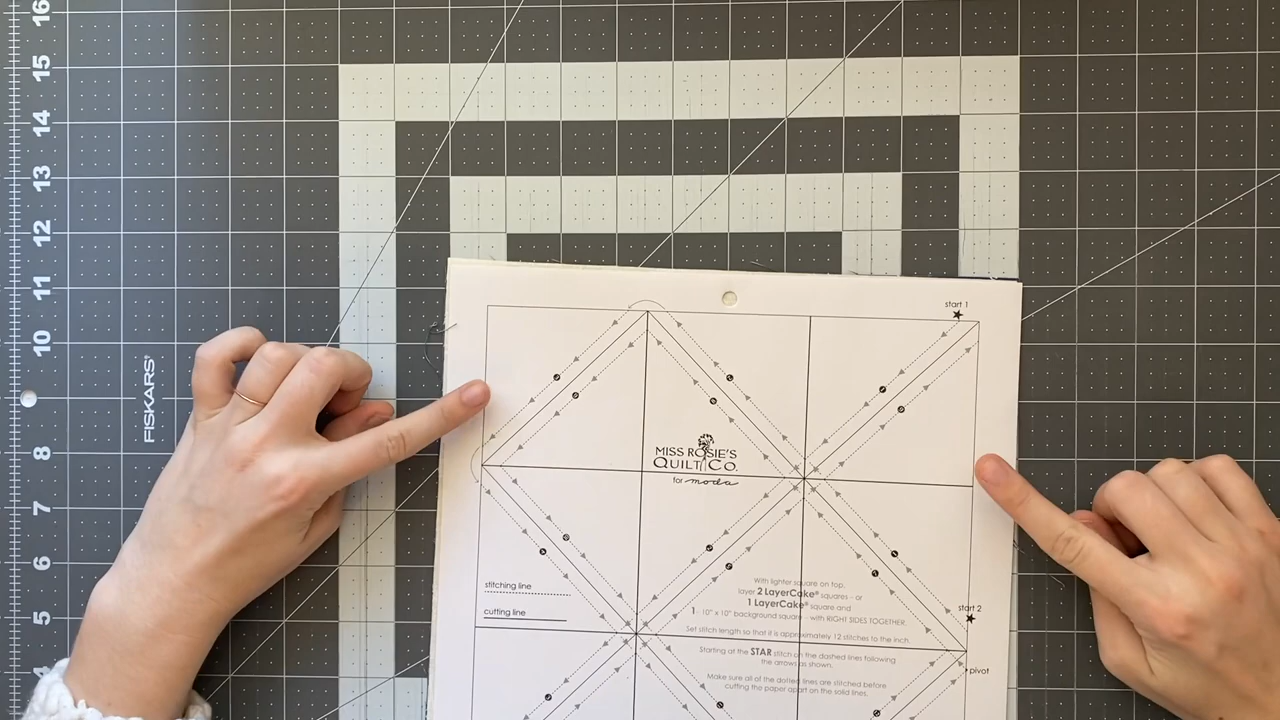 16
15
14
13
12
11
10
9
8
7
6
5
4
FISKARS®
start 1
MISS ROSIE'S
QUILT CO.
for moda
stitching line
cutting line
With lighter square on top,
layer 2 LayerCake® squares - or
1 LayerCake® square and
1 - 10" x 10" background square - with RIGHT SIDES TOGETHER
Set stitch length so that it is approximately 12 stitches to the inch.
Starting at the STAR stitch on the dashed lines following
the arrows as shown.
Make sure all of the dotted lines are stitched before
cutting the paper apart on the solid lines.
start 2
pivot